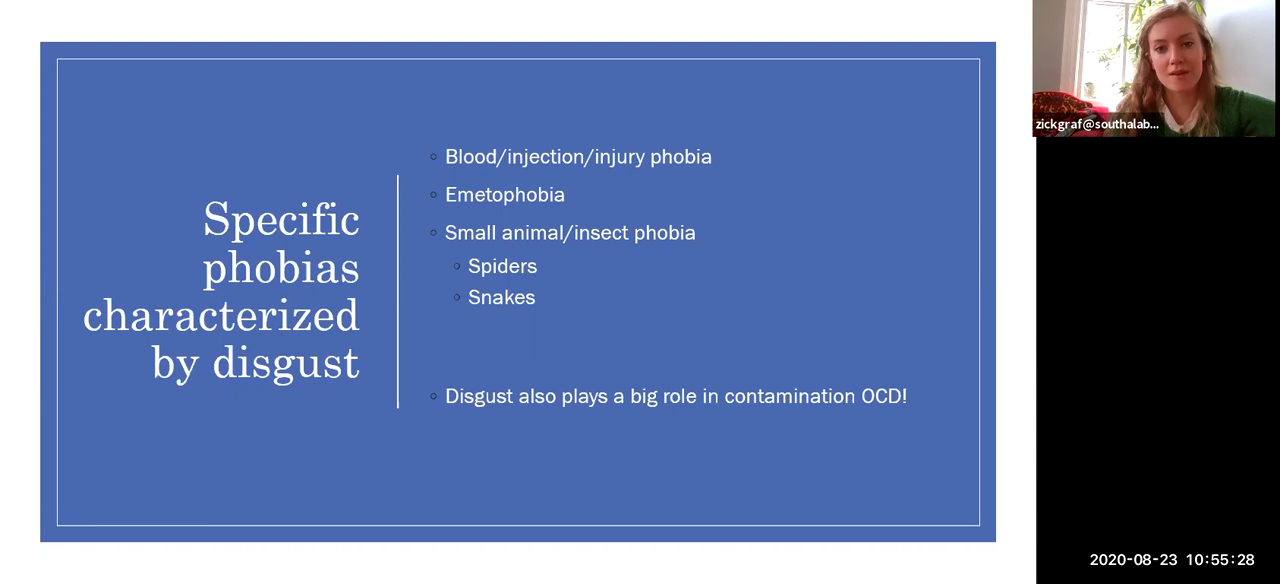 Specific
phobias
characterized
by disgust
Blood/injection/injury phobia
Emetophobia
Small animal/insect phobia
Spiders
Snakes
Disgust also plays a big role in contamination OCD!
zickgraf@southalab...
2020-08-23 10:55:28